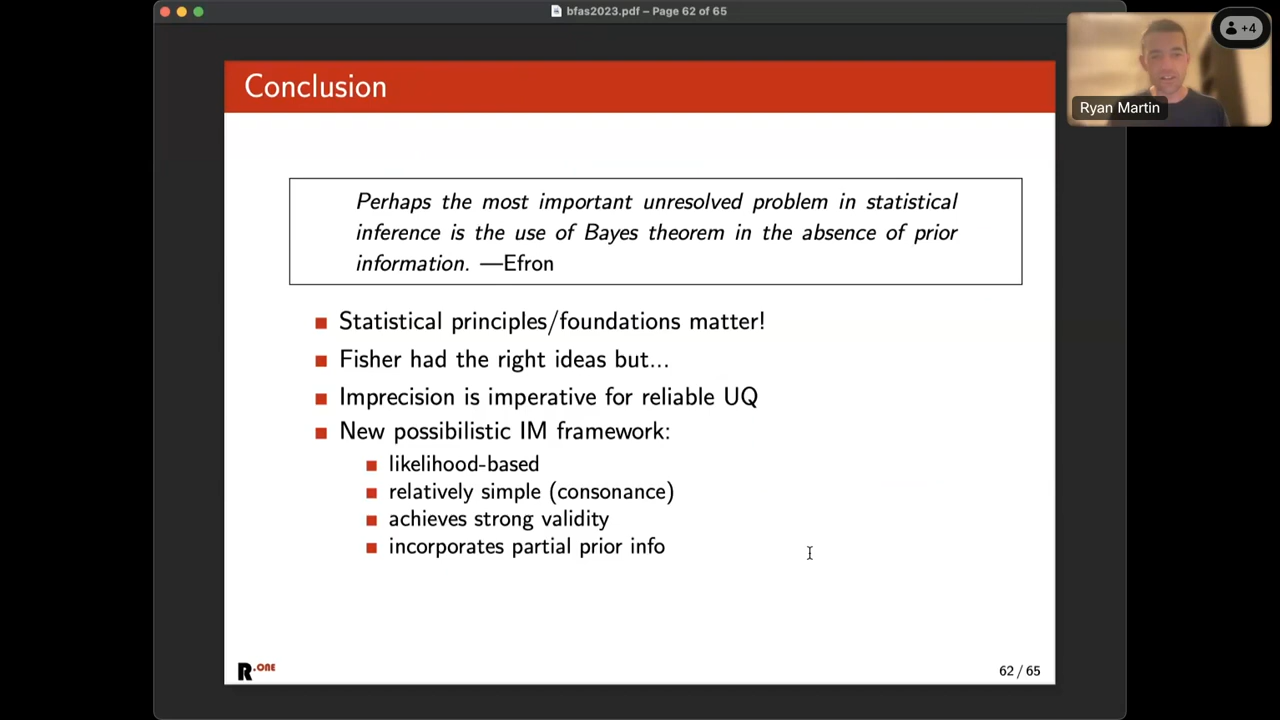 bfas2023.pdf – Page 62 of 65
+4
Ryan Martin
Conclusion
Perhaps the most important unresolved problem in statistical
inference is the use of Bayes theorem in the absence of prior
information. —Efron
Statistical principles/foundations matter!
Fisher had the right ideas but...
Imprecision is imperative for reliable UQ
New possibilistic IM framework:
likelihood-based
relatively simple (consonance)
achieves strong validity
incorporates partial prior info
R.ONE
62 / 65